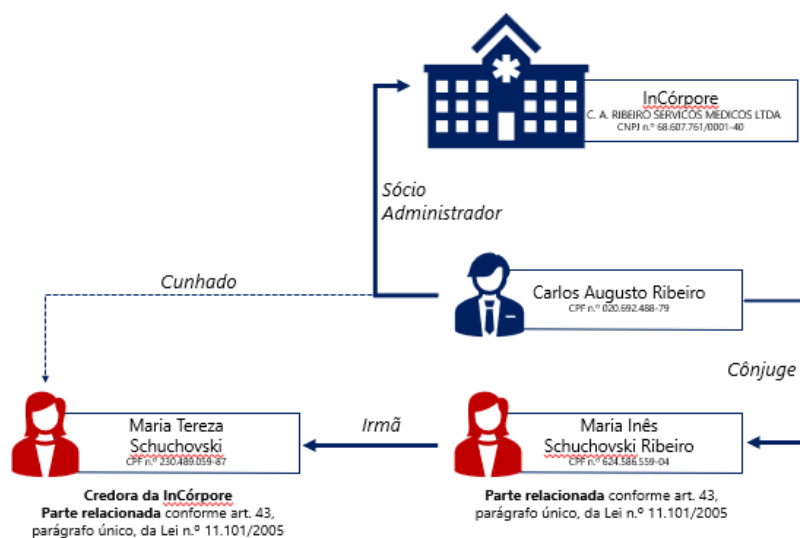 InCórpore
C. A. RIBEIRO SERVICOS MEDICOS LTDA
CNPJ n.º 68.607.761/0001-40
Sócio
Administrador
Cunhado
Carlos Augusto Ribeiro
CPF n.º 020.692.488-79
Cônjuge
Maria Tereza
Schuchovski
CPF n.º 230.489.059-87
Irmã
Maria Inês
Schuchovski Ribeiro
CPF n.º 624.586.559-04
Credora da InCórpore
Parte relacionada conforme art. 43,
parágrafo único, da Lei n.º 11.101/2005
Parte relacionada conforme art. 43,
parágrafo único, da Lei n.º 11.101/2005